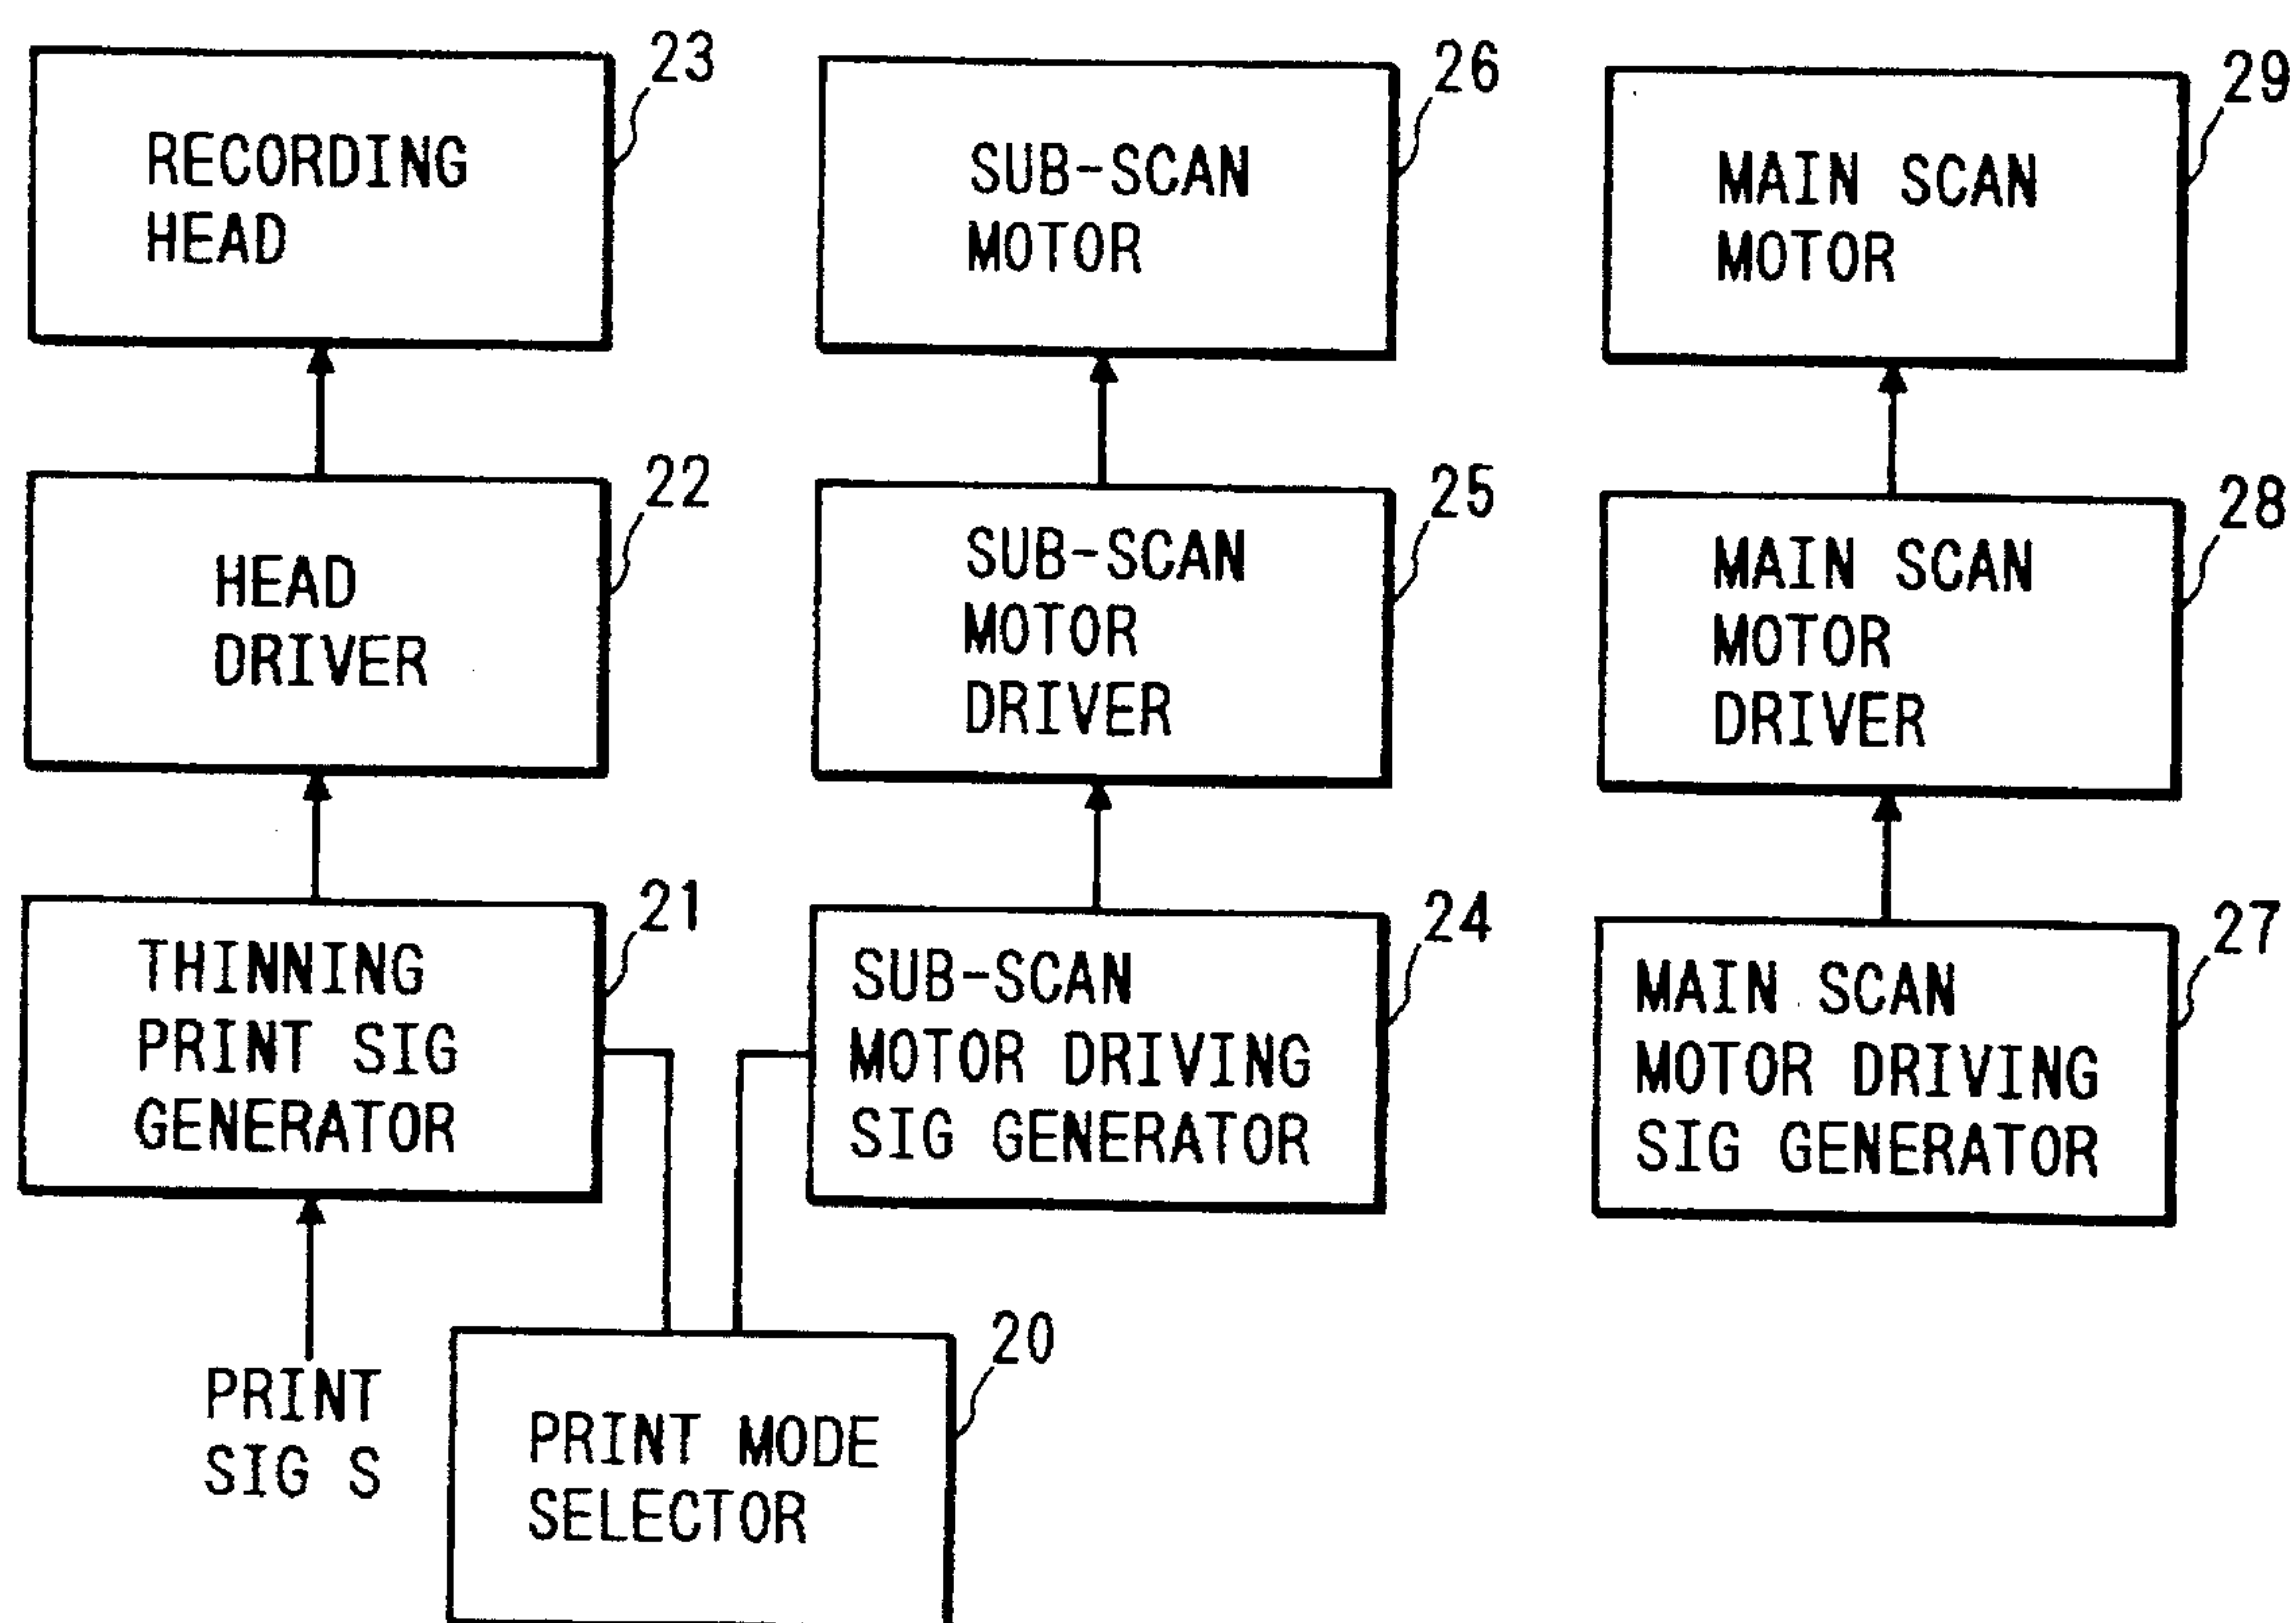 23
RECORDING
HEAD
26
SUB-SCAN
MOTOR
29
MAIN SCAN
MOTOR
22
HEAD
DRIVER
25
SUB-SCAN
MOTOR
DRIVER
28
MAIN SCAN
MOTOR
DRIVER
21
THINNING
PRINT SIG
GENERATOR
24
SUB-SCAN
MOTOR DRIVING
SIG GENERATOR
27
MAIN SCAN
MOTOR DRIVING
SIG GENERATOR
PRINT
SIG S
20
PRINT MODE
SELECTOR